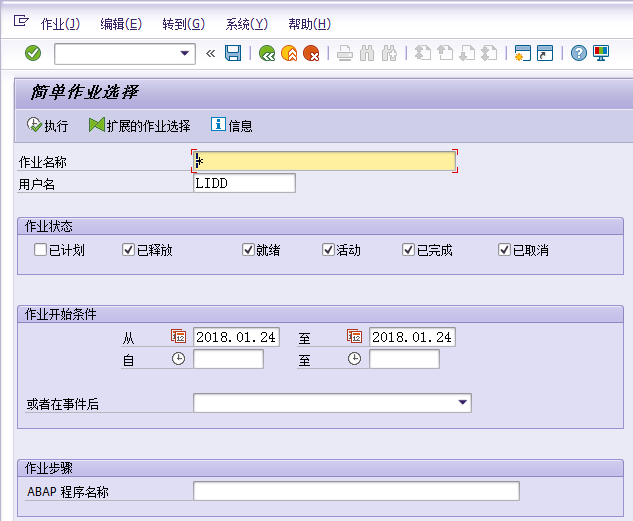 作业(J) 编辑(E) 转到(G) 系统(Y) 帮助(H)
简单作业选择
执行 扩展的作业选择 信息
作业名称 *
用户名 LIDD
作业状态
已计划 已释放 就绪 活动 已完成 已取消
作业开始条件
从 2018.01.24 至 2018.01.24
自 至
或者在事件后
作业步骤
ABAP 程序名称